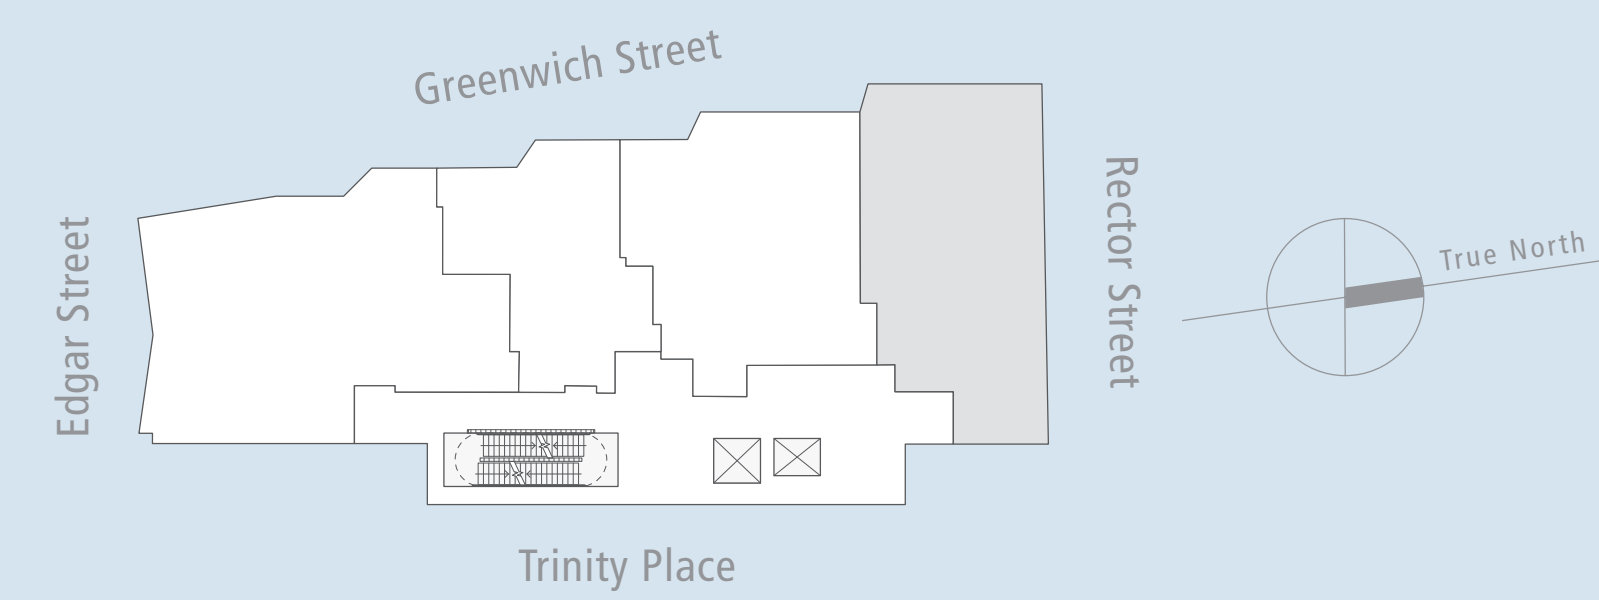 Greenwich Street
Edgar Street
Rector Street
True North
Trinity Place